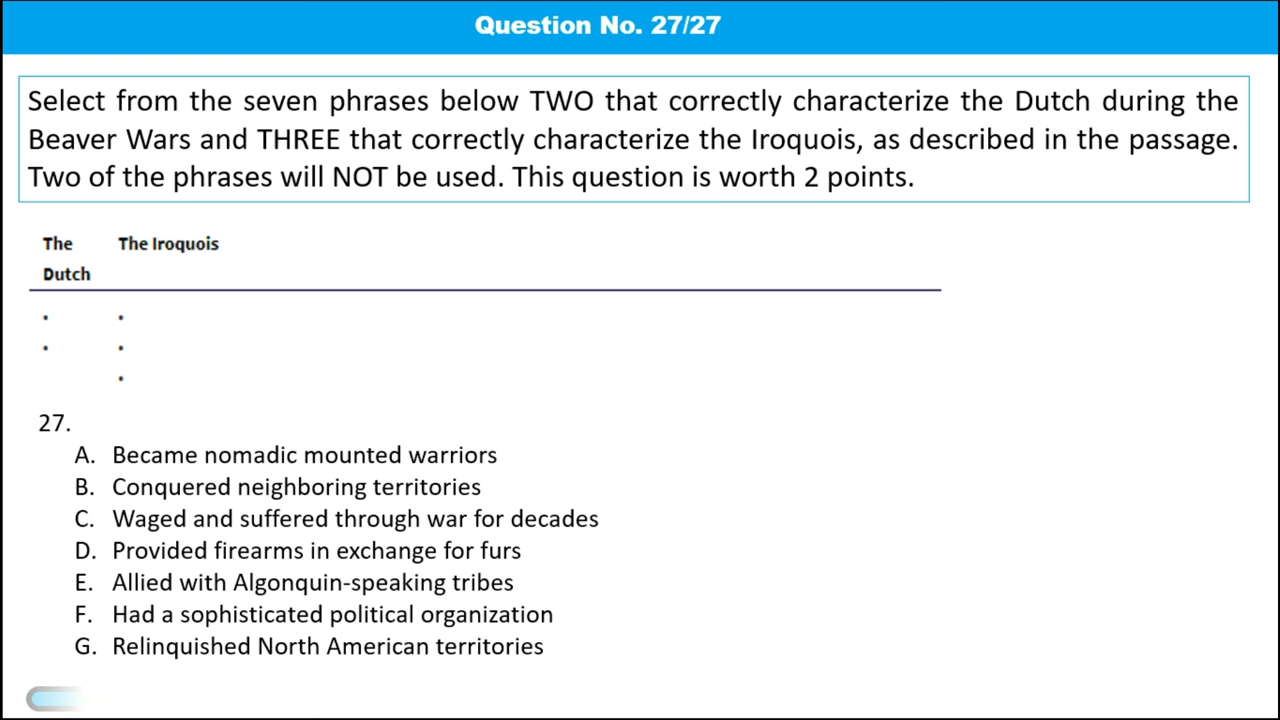 Question No. 27/27
Select from the seven phrases below TWO that correctly characterize the Dutch during the
Beaver Wars and THREE that correctly characterize the Iroquois, as described in the passage.
Two of the phrases will NOT be used. This question is worth 2 points.
The Dutch The Iroquois
27.
A. Became nomadic mounted warriors
B. Conquered neighboring territories
C. Waged and suffered through war for decades
D. Provided firearms in exchange for furs
E. Allied with Algonquin-speaking tribes
F. Had a sophisticated political organization
G. Relinquished North American territories